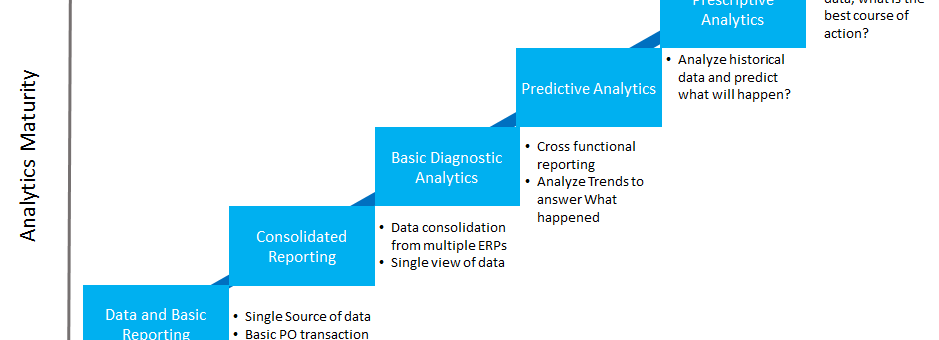 Prescriptive
Analytics
data, what is the
best course of
action?
• Analyze historical
data and predict
what will happen?
Predictive Analytics
• Cross functional
reporting
• Analyze Trends to
answer What
happened
Basic Diagnostic
Analytics
• Data consolidation
from multiple ERPs
• Single view of data
Consolidated
Reporting
• Single Source of data
• Basic PO transaction
Data and Basic
Reporting
Analytics Maturity